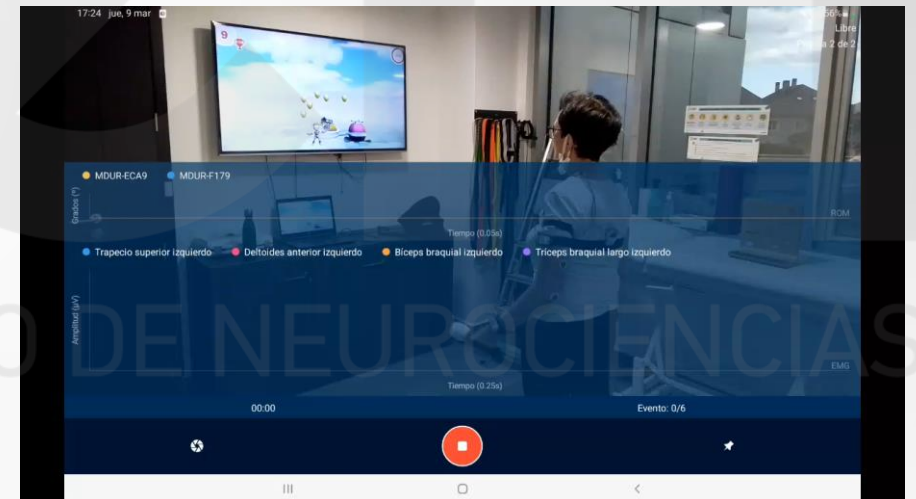 17:24 jue, 9 mar
56%
Libre
2 de 2
9
MDUR-ECA9 MDUR-F179
Grados (°)
ROM
Tiempo (0.05s)
Trapecio superior izquierdo Deltoides anterior izquierdo Bíceps braquial izquierdo Tríceps braquial largo izquierdo
Amplitud (µV)
O DE NEUROCIENCIAS
EMG
Tiempo (0.25s)
00:00 Evento: 0/6